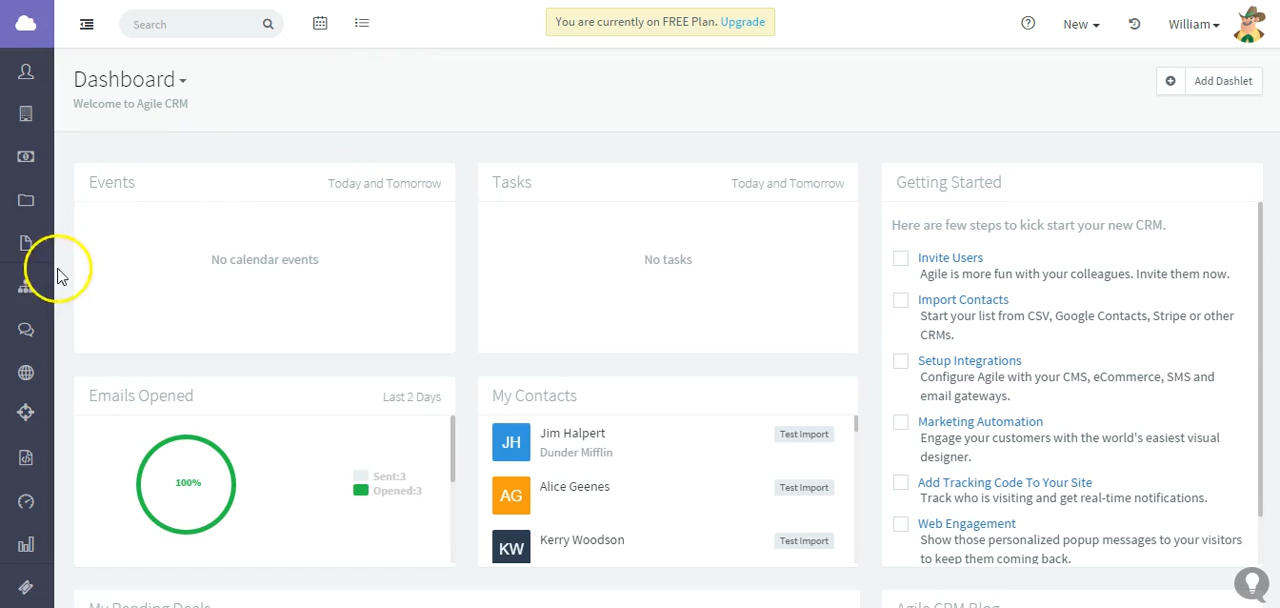 Search
You are currently on FREE Plan. Upgrade
New
William
Dashboard
Welcome to Agile CRM
Add Dashlet
Events
Today and Tomorrow
No calendar events
Tasks
Today and Tomorrow
No tasks
Getting Started
Here are few steps to kick start your new CRM.
Invite Users
Agile is more fun with your colleagues. Invite them now.
Import Contacts
Start your list from CSV, Google Contacts, Stripe or other
CRMs.
Setup Integrations
Configure Agile with your CMS, eCommerce, SMS and
email gateways.
Marketing Automation
Engage your customers with the world's easiest visual
designer.
Add Tracking Code To Your Site
Track who is visiting and get real-time notifications.
Web Engagement
Show those personalized popup messages to your visitors
to keep them coming back.
Emails Opened
Last 2 Days
100%
Sent:3
Opened:3
My Contacts
JH
Jim Halpert
Dunder Mifflin
Test Import
AG
Alice Geenes
Test Import
KW
Kerry Woodson
Test Import
My Pending Deals
Agile CRM Blog